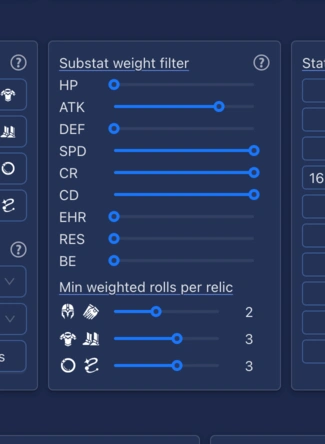 Substat weight filter ?
HP
ATK
DEF
SPD
CR
CD
EHR
RES
BE
Min weighted rolls per relic
2
3
3
?
?
s
Sta
16